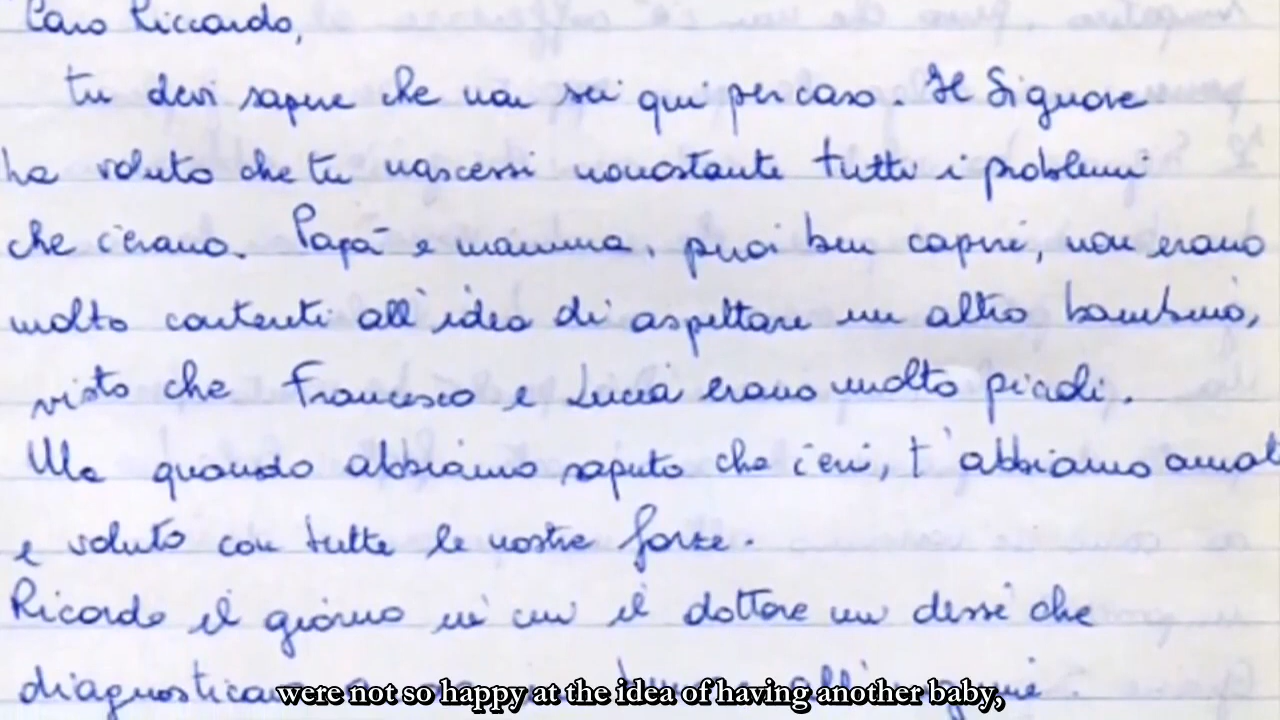 Caro Riccardo,
tu devi sapere che non sei qui per caso. Il Signore
ha voluto che tu nascessi nonostante tutti i problemi
che c'erano. Papà e mamma, puoi ben capire, non erano
molto contenti all'idea di aspettare un altro bambino,
visto che Francesco e Lucia erano molto piccoli.
Ma quando abbiamo saputo che c'eri, t'abbiamo amat
e voluto con tutte le nostre forze.
Ricordo il giorno in cui il dottore mi disse che
were not so happy at the idea of having another baby,